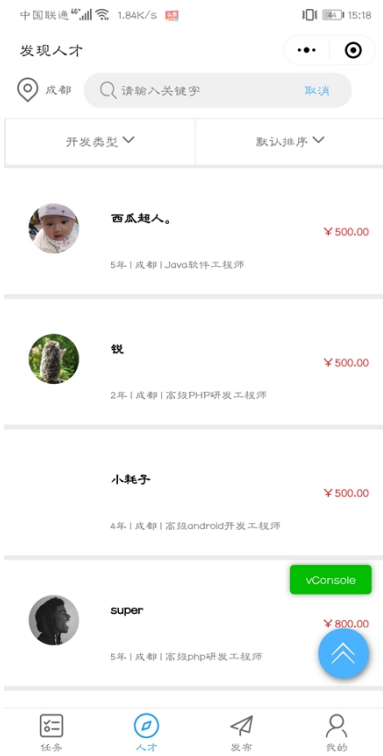 中国联通 4G 1.84K/s 头条 84 15:18
发现人才
成都 请输入关键字 取消
开发类型 默认排序
西瓜超人。
￥500.00
5年 | 成都 | Java软件工程师
锐
￥500.00
2年 | 成都 | 高级PHP研发工程师
小耗子
￥500.00
4年 | 成都 | 高级android开发工程师
vConsole
super
￥800.00
5年 | 成都 | 高级php研发工程师
任务 人才 发布 我的